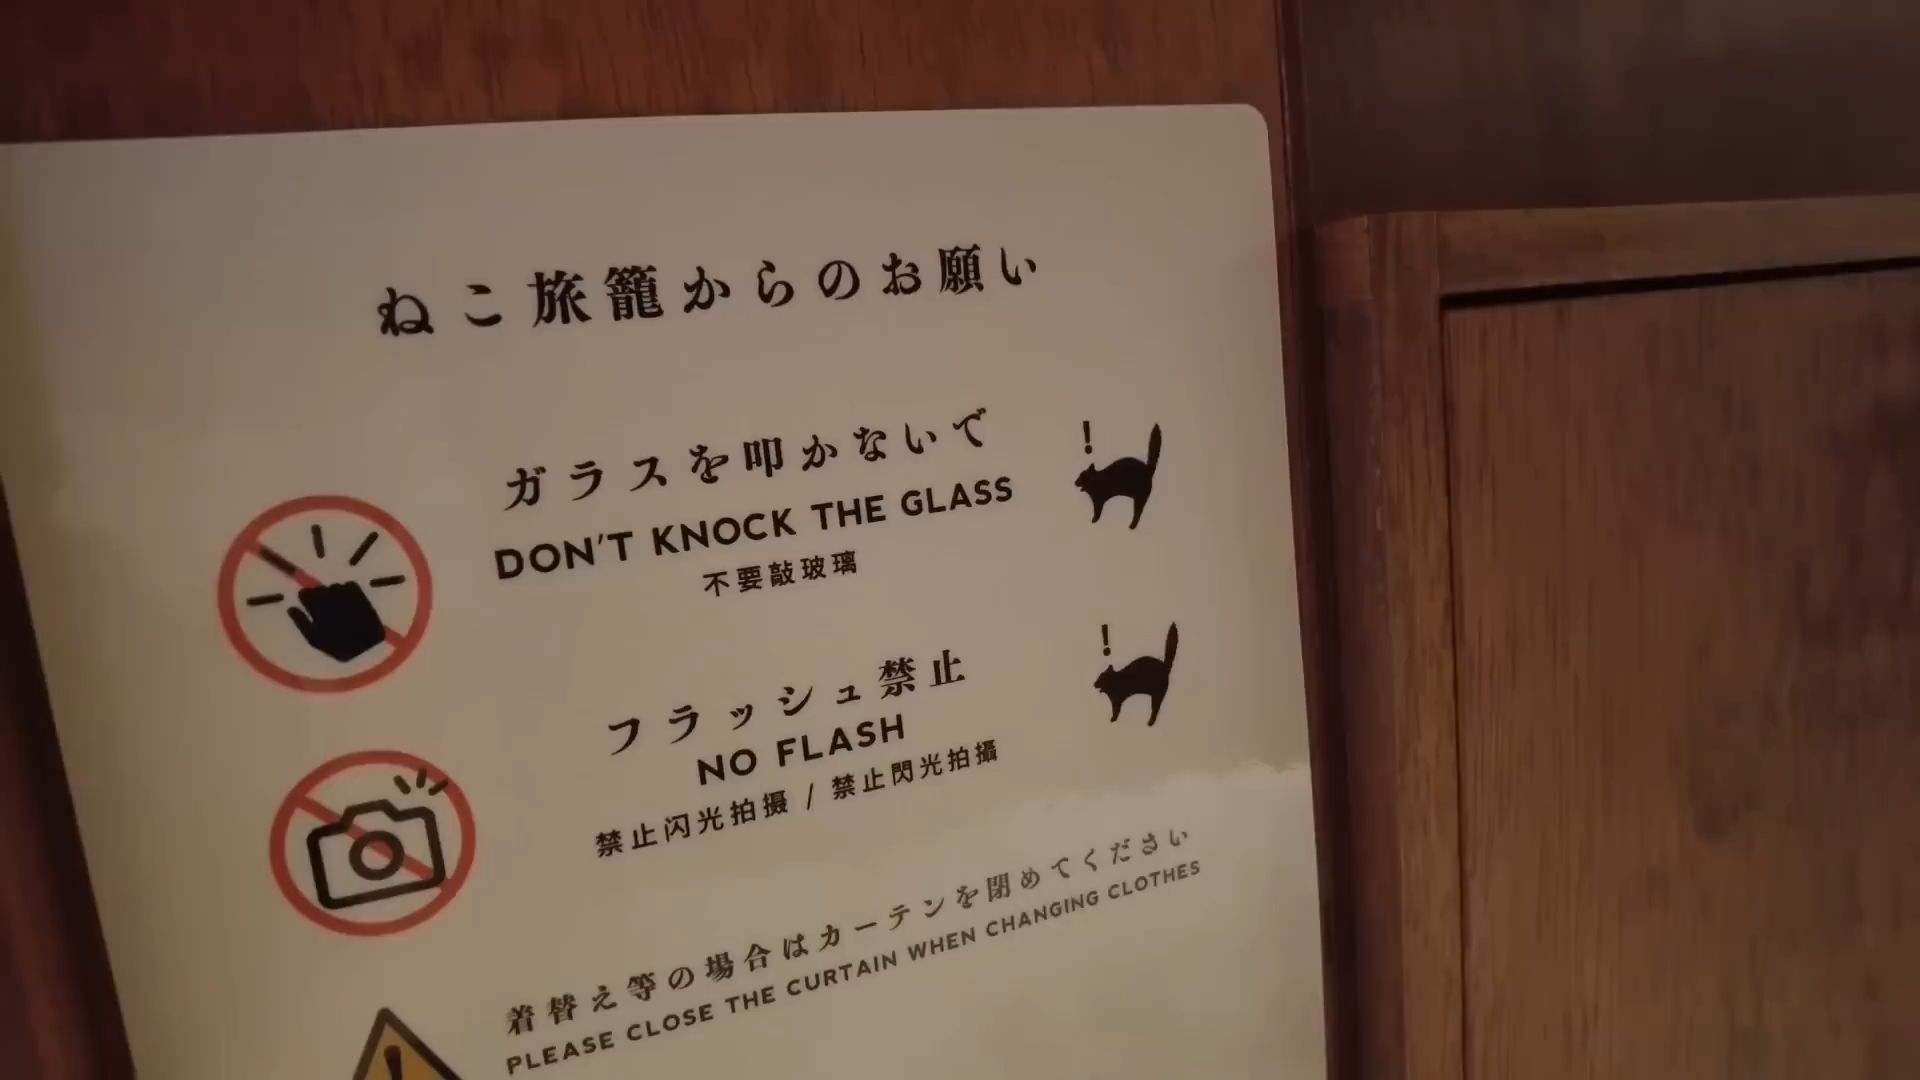 ねこ旅籠からのお願い
ガラスを叩かないで
DON'T KNOCK THE GLASS
不要敲玻璃
フラッシュ禁止
NO FLASH
禁止闪光拍摄 / 禁止閃光拍攝
着替え等の場合はカーテンを閉めてください
PLEASE CLOSE THE CURTAIN WHEN CHANGING CLOTHES